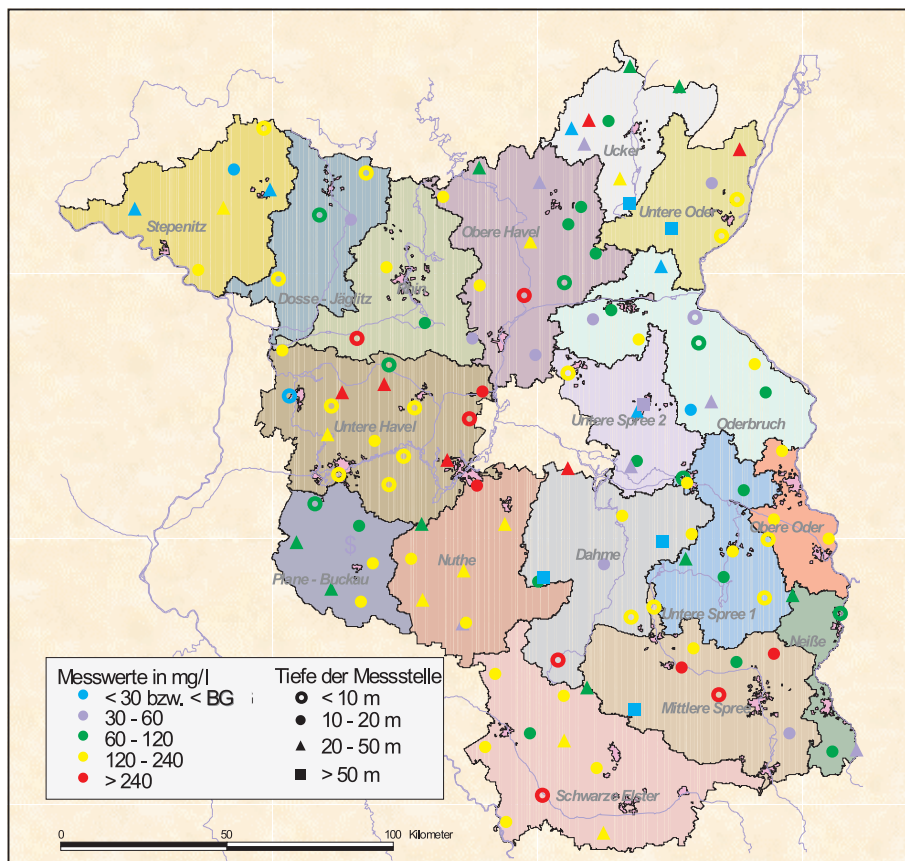 Ucker
Untere Oder
Stepenitz
Obere Havel
Dosse - Jäglitz
Rhin
Untere Havel
Untere Spree 2
Oderbruch
Obere Oder
$
Plane - Buckau
Nuthe
Dahme
Untere Spree 1
Neiße
Mittlere Spree
Schwarze Elster
Messwerte in mg/l
< 30 bzw. < BG
30 - 60
60 - 120
120 - 240
> 240
Tiefe der Messstelle
< 10 m
10 - 20 m
20 - 50 m
> 50 m
0 50 100 Kilometer